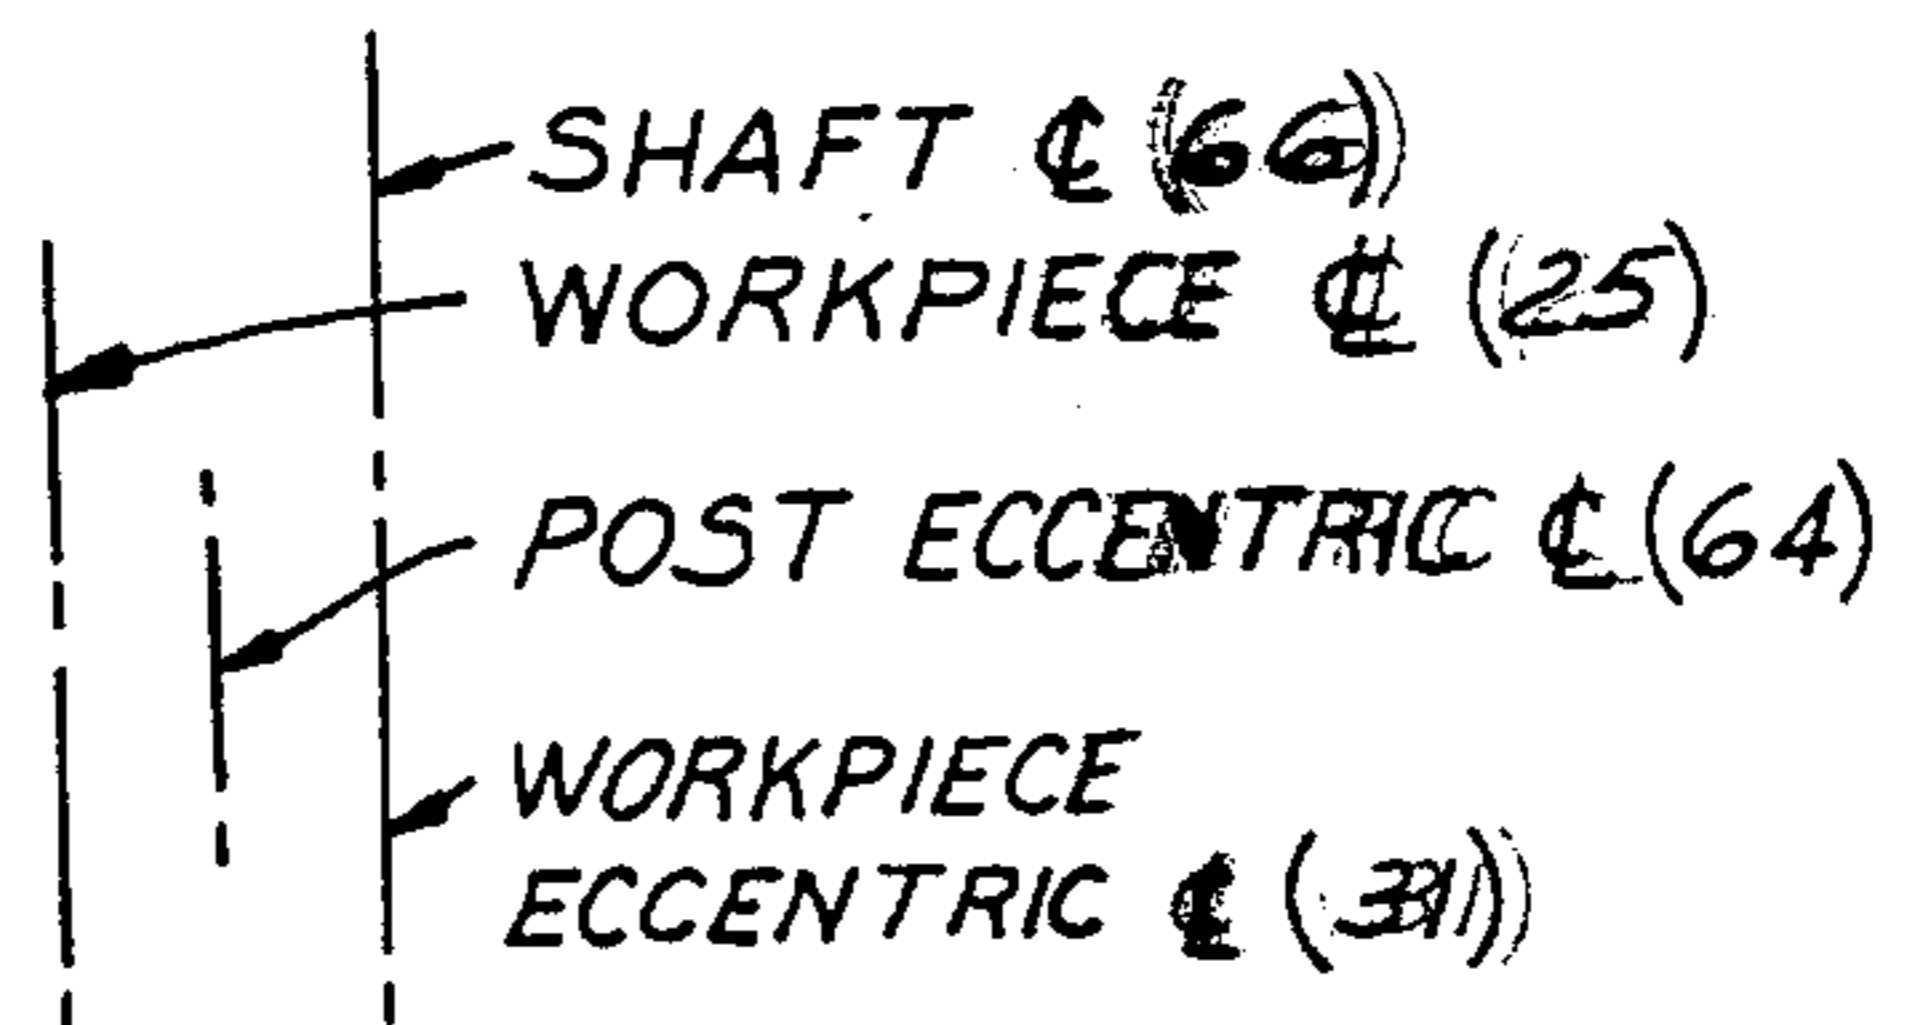 SHAFT ℄ (66)
WORKPIECE ℄ (25)
POST ECCENTRIC ℄ (64)
WORKPIECE
ECCENTRIC ℄ (31)